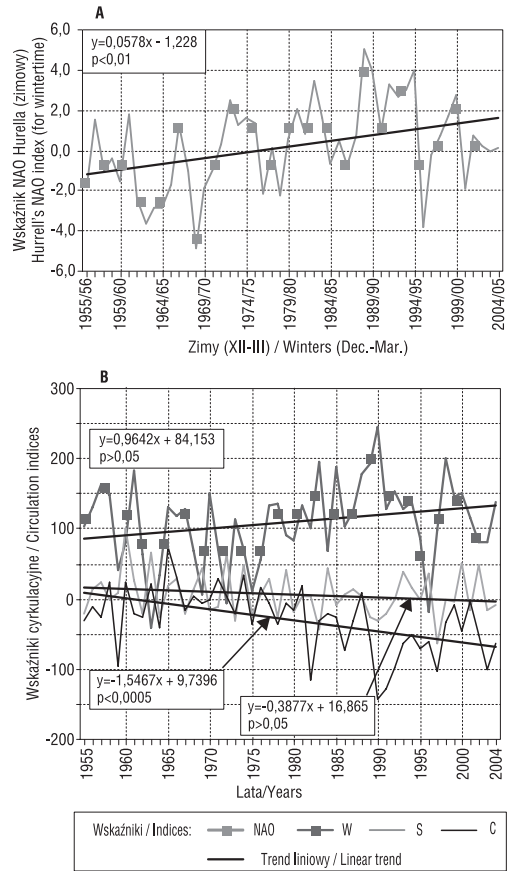 A
Wskaźnik NAO Hurella (zimowy)
Hurrell's NAO index (for wintertime)
6,0
4,0
2,0
0,0
-2,0
-4,0
-6,0
y=0,0578x - 1,228
p<0,01
1955/56
1959/60
1964/65
1969/70
1974/75
1979/80
1984/85
1989/90
1994/95
1999/00
2004/05
Zimy (XII-III) / Winters (Dec.-Mar.)
B
Wskaźniki cyrkulacyjne / Circulation indices
300
200
100
0
-100
-200
y=0,9642x + 84,153
p>0,05
y=-1,5467x + 9,7396
p<0,0005
y=-0,3877x + 16,865
p>0,05
1955
1960
1965
1970
1975
1980
1985
1990
1995
2000
2004
Lata/Years
Wskaźniki / Indices: NAO W S C
Trend liniowy / Linear trend